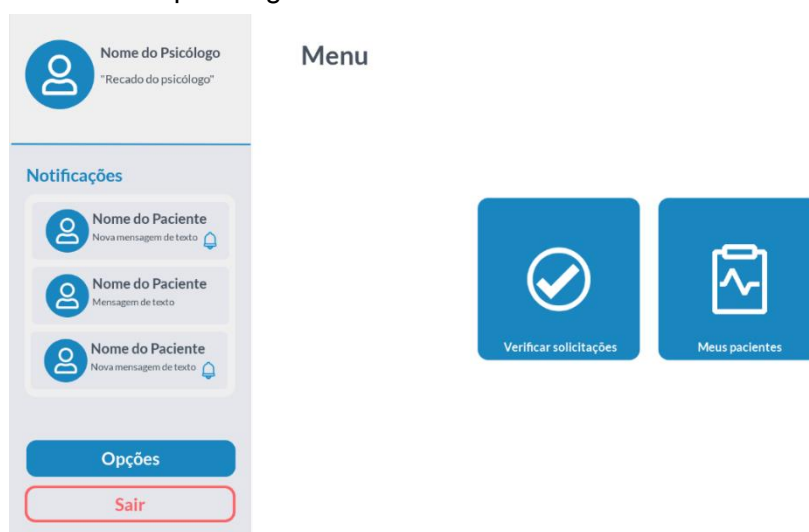 Nome do Psicólogo
"Recado do psicólogo"
Menu
Notificações
Nome do Paciente
Nova mensagem de texto
Nome do Paciente
Mensagem de texto
Nome do Paciente
Nova mensagem de texto
Opções
Sair
Verificar solicitações
Meus pacientes